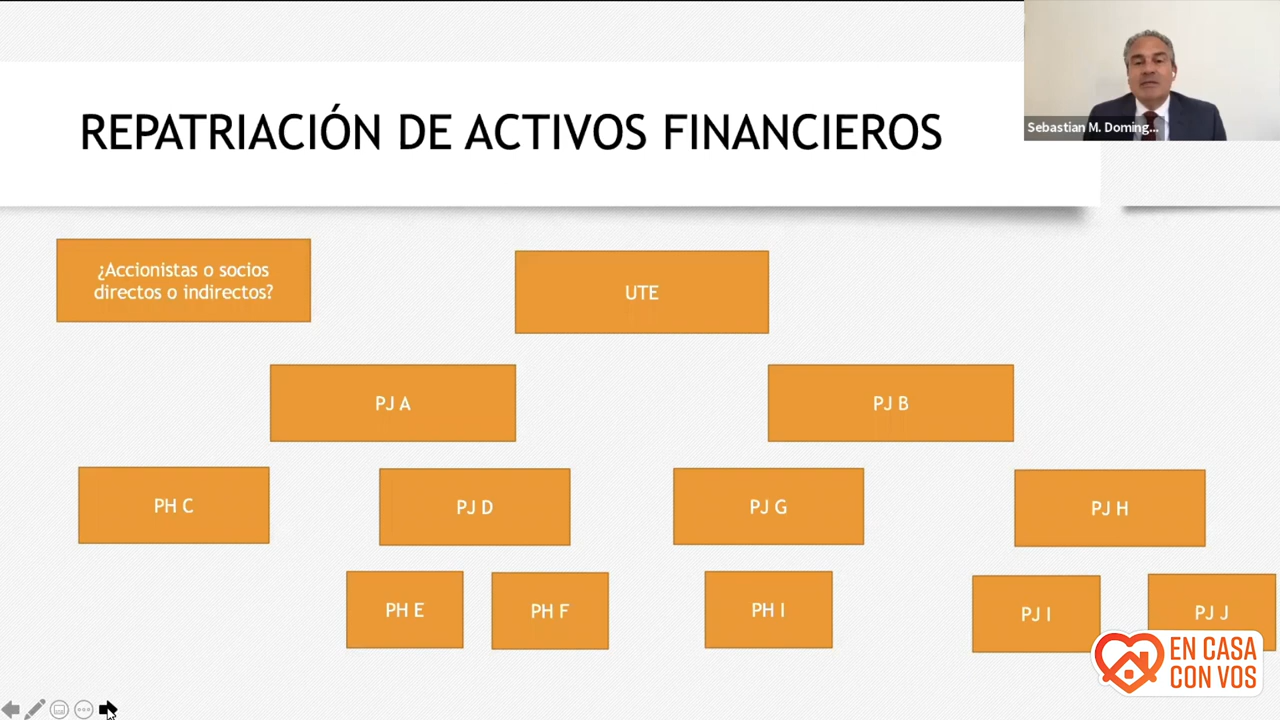 Sebastian M. Doming...
REPATRIACIÓN DE ACTIVOS FINANCIEROS
¿Accionistas o socios
directos o indirectos?
UTE
PJ A
PJ B
PH C
PJ D
PJ G
PJ H
PH E
PH F
PH I
PJ I
PJ J
EN CASA
CON VOS